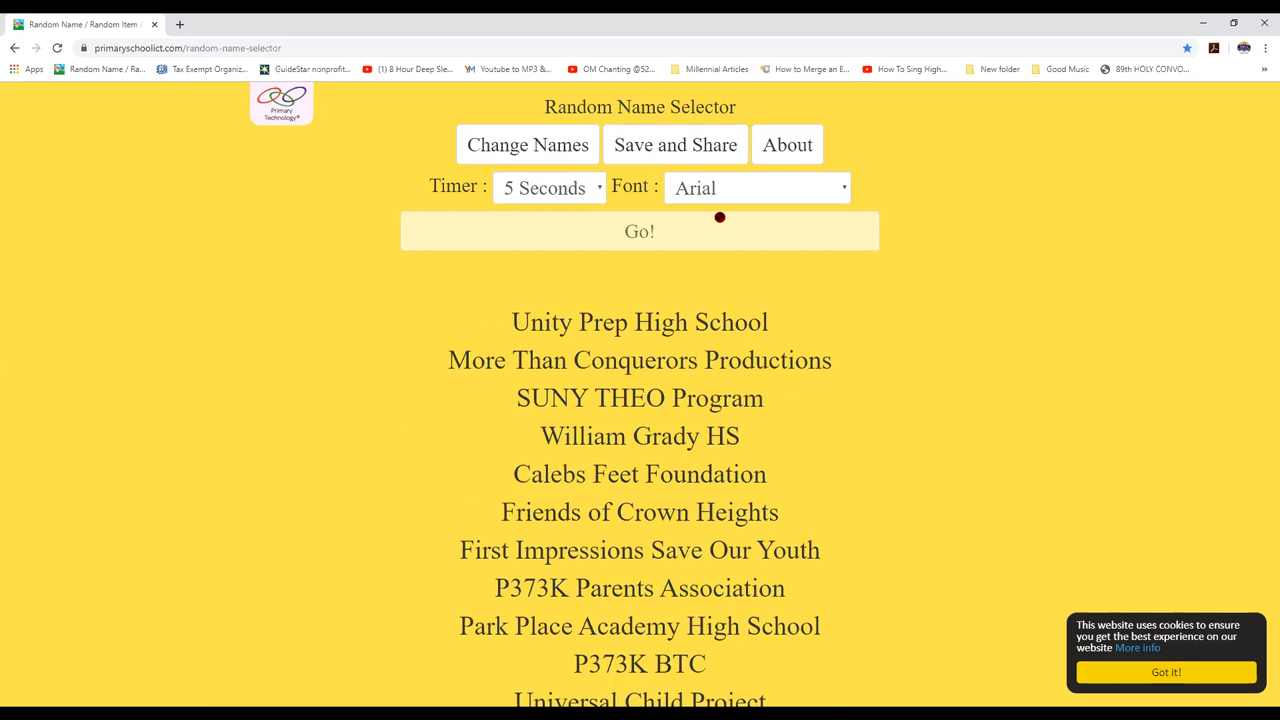 Random Name / Random Item /
primaryschoolict.com/random-name-selector
Apps
Random Name / Ra...
Tax Exempt Organiz...
GuideStar nonprofit...
(1) 8 Hour Deep Sle...
Youtube to MP3 &...
OM Chanting @52...
Millennial Articles
How to Merge an E...
How To Sing High...
New folder
Good Music
89th HOLY CONVO...
»
Primary
Technology®
Random Name Selector
Change Names
Save and Share
About
Timer :
5 Seconds
Font :
Arial
Go!
Unity Prep High School
More Than Conquerors Productions
SUNY THEO Program
William Grady HS
Calebs Feet Foundation
Friends of Crown Heights
First Impressions Save Our Youth
P373K Parents Association
Park Place Academy High School
P373K BTC
Universal Child Project
This website uses cookies to ensure
you get the best experience on our
website More info
Got it!